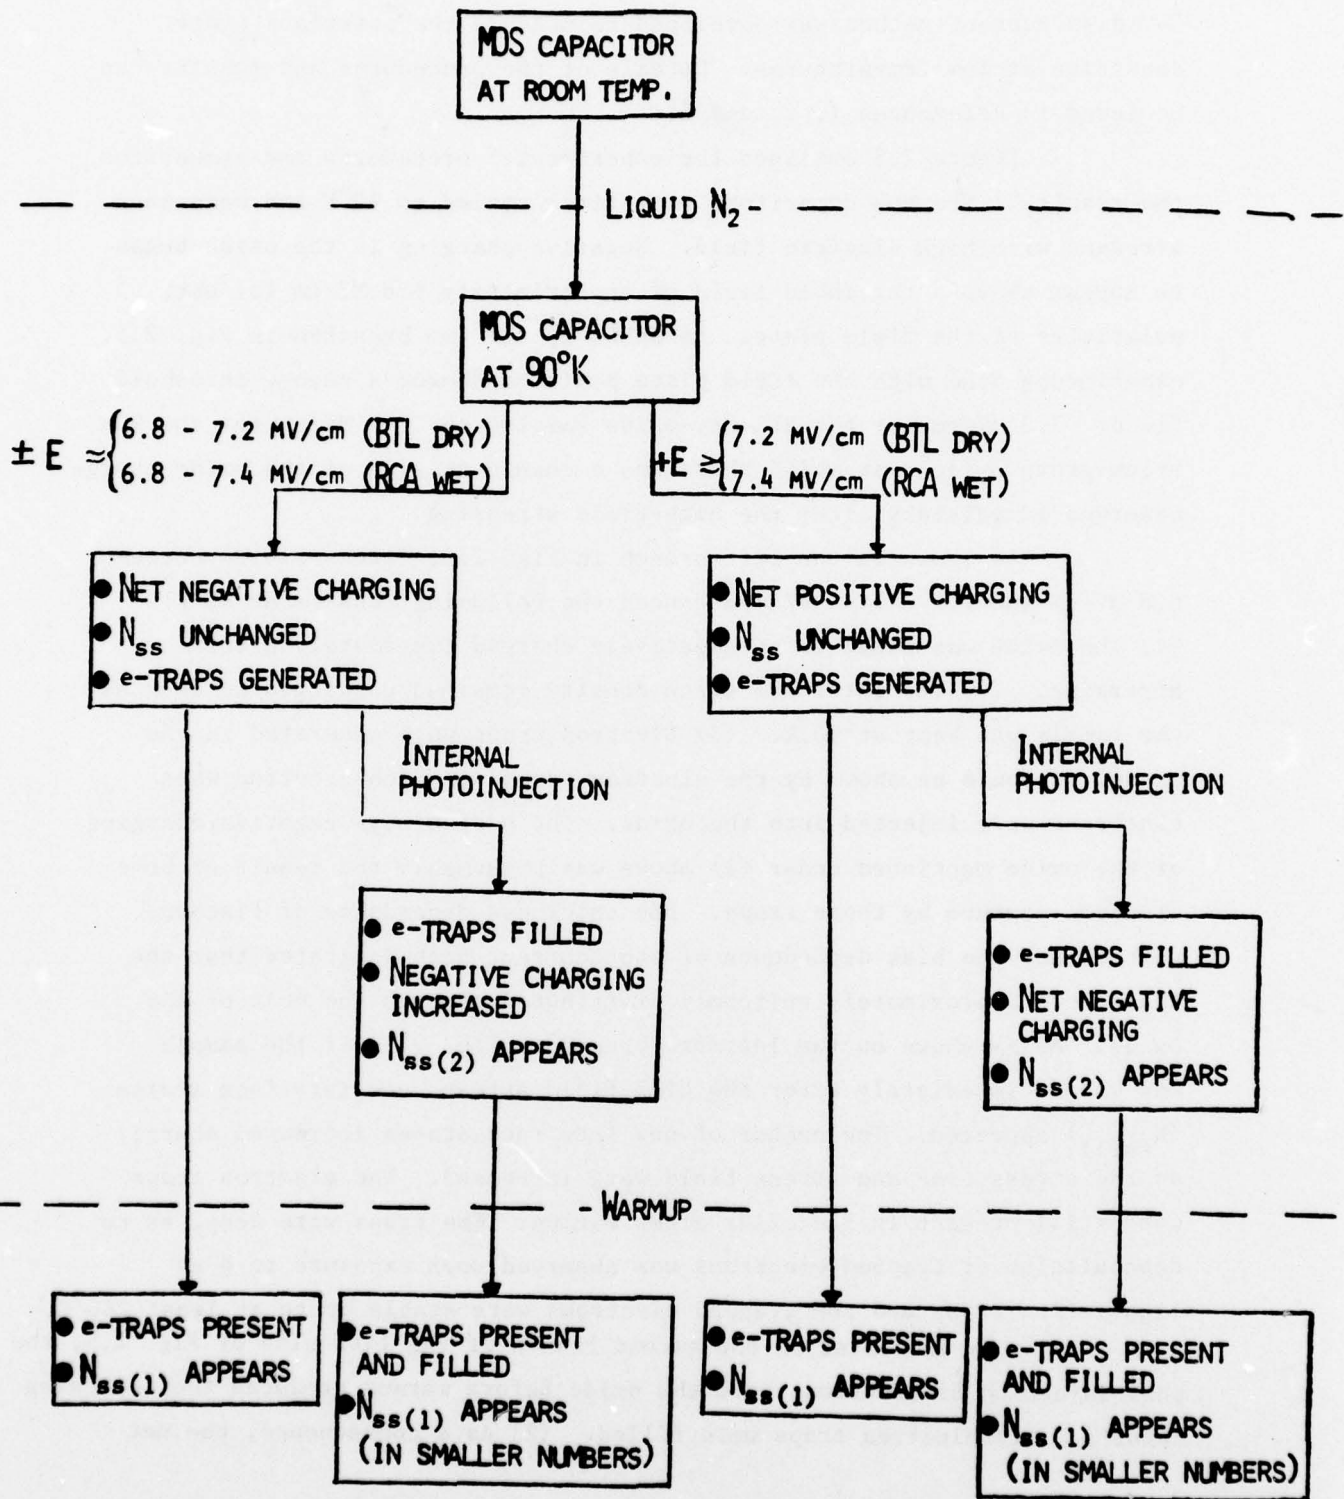 MOS CAPACITOR
AT ROOM TEMP.
LIQUID N2
MOS CAPACITOR
AT 90°K
± E ≈ {6.8 - 7.2 MV/cm (BTL DRY)
6.8 - 7.4 MV/cm (RCA WET)
+E ≥ {7.2 MV/cm (BTL DRY)
7.4 MV/cm (RCA WET)
● NET NEGATIVE CHARGING
● Nss UNCHANGED
● e-TRAPS GENERATED
● NET POSITIVE CHARGING
● Nss UNCHANGED
● e-TRAPS GENERATED
INTERNAL
PHOTOINJECTION
INTERNAL
PHOTOINJECTION
● e-TRAPS FILLED
● NEGATIVE CHARGING
INCREASED
● Nss(2) APPEARS
● e-TRAPS FILLED
● NET NEGATIVE
CHARGING
● Nss(2) APPEARS
WARMUP
● e-TRAPS PRESENT
● Nss(1) APPEARS
● e-TRAPS PRESENT
AND FILLED
● Nss(1) APPEARS
(IN SMALLER NUMBERS)
● e-TRAPS PRESENT
● Nss(1) APPEARS
● e-TRAPS PRESENT
AND FILLED
● Nss(1) APPEARS
(IN SMALLER NUMBERS)